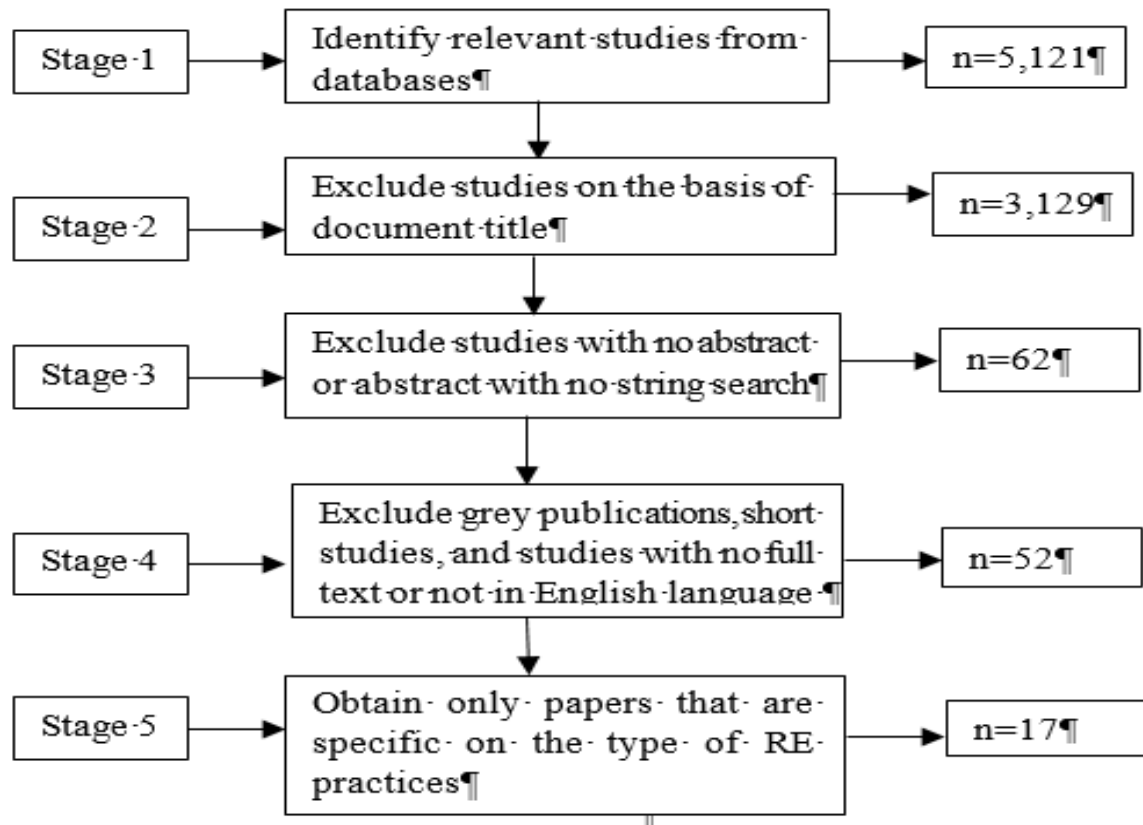 Stage·1
Identify·relevant·studies·from·
databases¶
n=5,121¶
Stage·2
Exclude·studies·on·the·basis·of·
document·title¶
n=3,129¶
Stage·3
Exclude·studies·with·no·abstract·
or·abstract·with·no·string·search¶
n=62¶
Stage·4
Exclude·grey·publications,·short·
studies,·and·studies·with·no·full·
text·or·not·in·English·language·¶
n=52¶
Stage·5
Obtain·only·papers·that·are·
specific·on·the·type·of·RE·
practices¶
n=17¶
¶